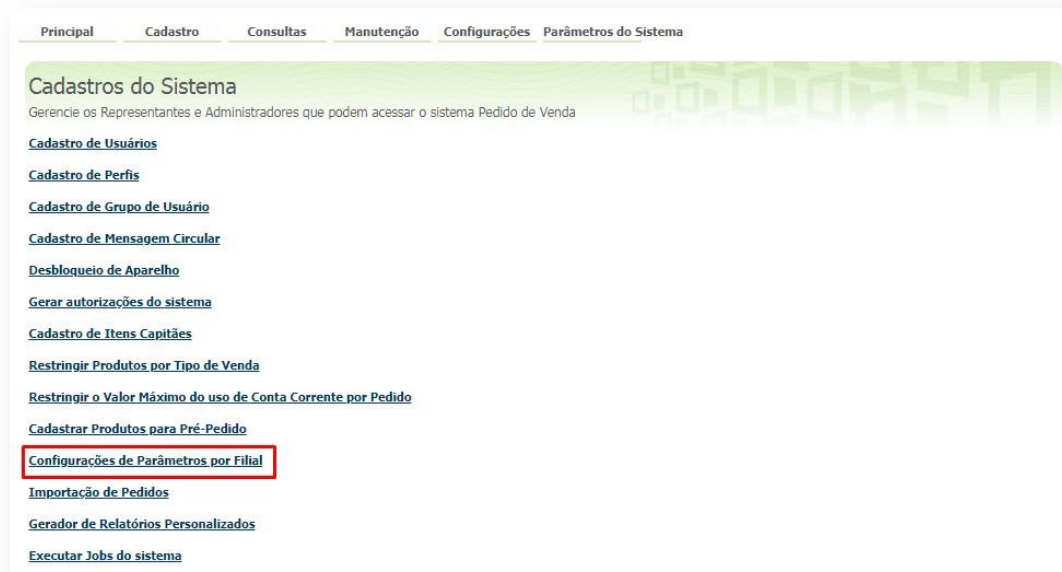 Principal Cadastro Consultas Manutenção Configurações Parâmetros do Sistema
Cadastros do Sistema
Gerencie os Representantes e Administradores que podem acessar o sistema Pedido de Venda
Cadastro de Usuários
Cadastro de Perfis
Cadastro de Grupo de Usuário
Cadastro de Mensagem Circular
Desbloqueio de Aparelho
Gerar autorizações do sistema
Cadastro de Itens Capitães
Restringir Produtos por Tipo de Venda
Restringir o Valor Máximo do uso de Conta Corrente por Pedido
Cadastrar Produtos para Pré-Pedido
Configurações de Parâmetros por Filial
Importação de Pedidos
Gerador de Relatórios Personalizados
Executar Jobs do sistema